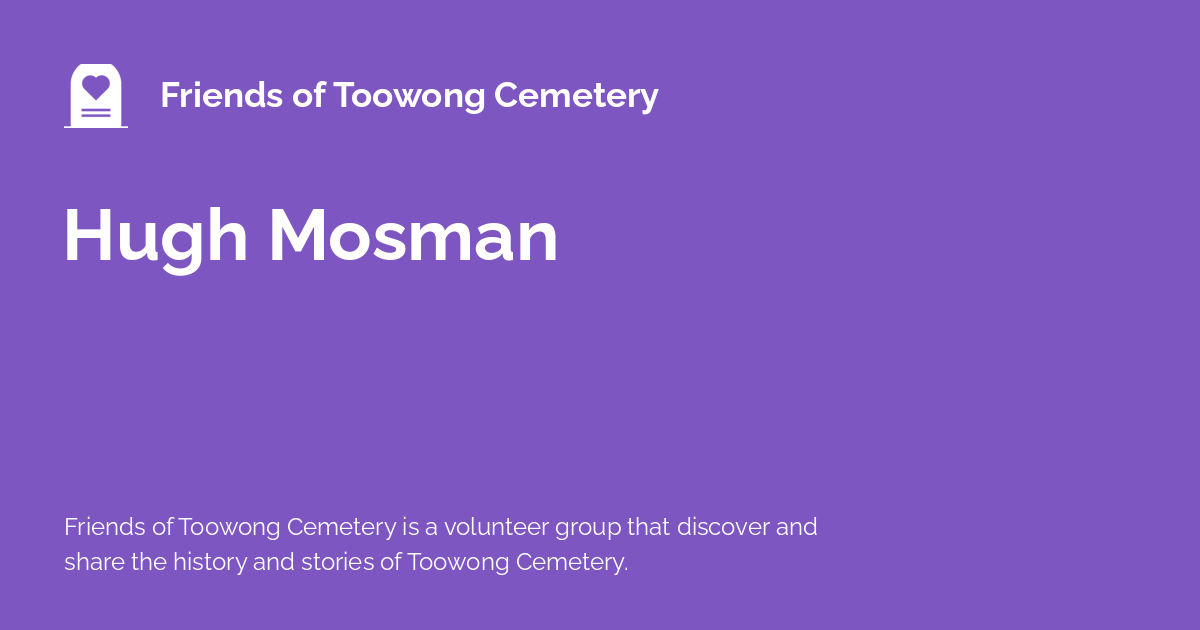 Friends of Toowong Cemetery
Hugh Mosman
Friends of Toowong Cemetery is a volunteer group that discover and
share the history and stories of Toowong Cemetery.